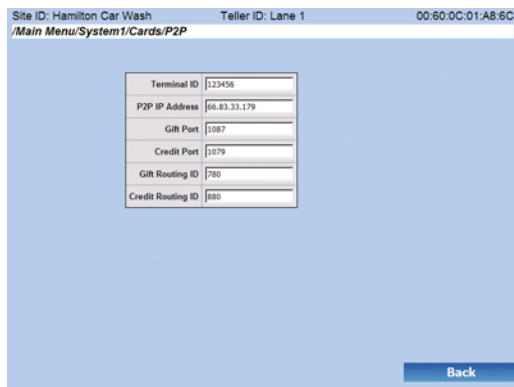 Site ID: Hamilton Car Wash Teller ID: Lane 1 00:60:0C:01:A8:6C
/Main Menu/System1/Cards/P2P
Terminal ID 123456
P2P IP Address 66.83.33.179
Gift Port 1087
Credit Port 1079
Gift Routing ID 780
Credit Routing ID 880
Back